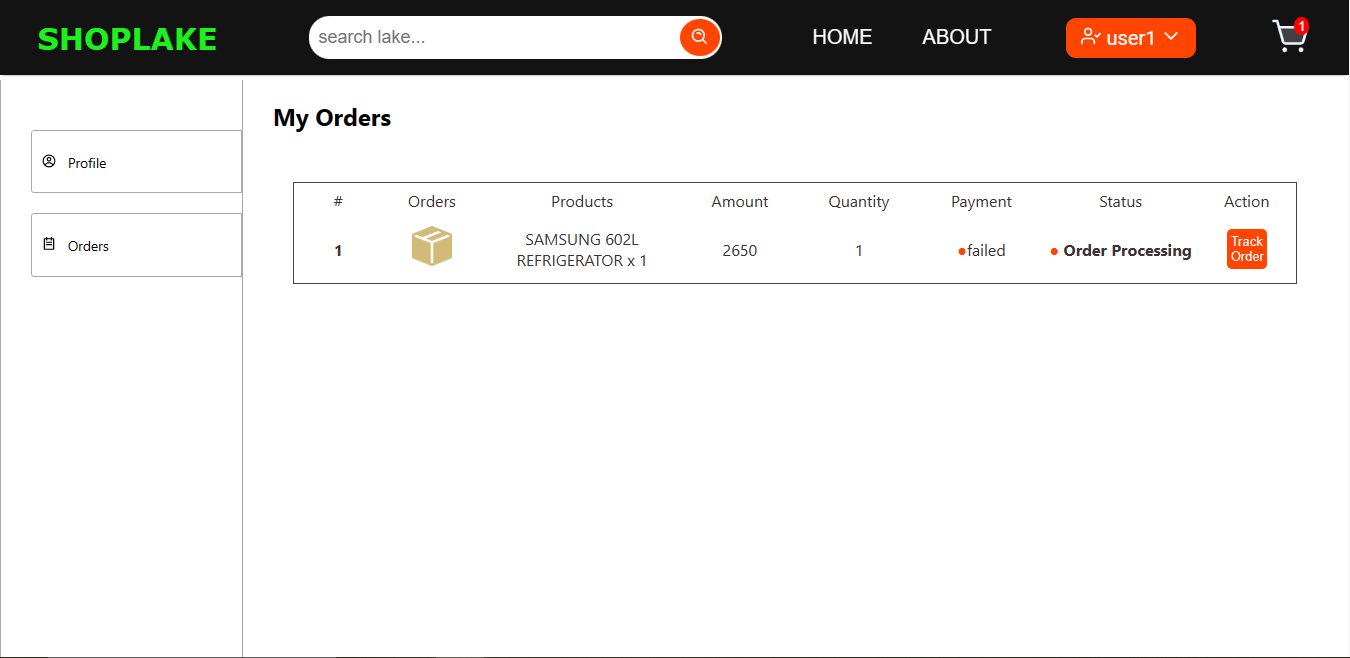 SHOPLAKE
search lake...
HOME
ABOUT
user1
1
My Orders
Profile
Orders
# Orders Products Amount Quantity Payment Status Action
1 SAMSUNG 602L REFRIGERATOR x 1 2650 1 failed Order Processing Track Order